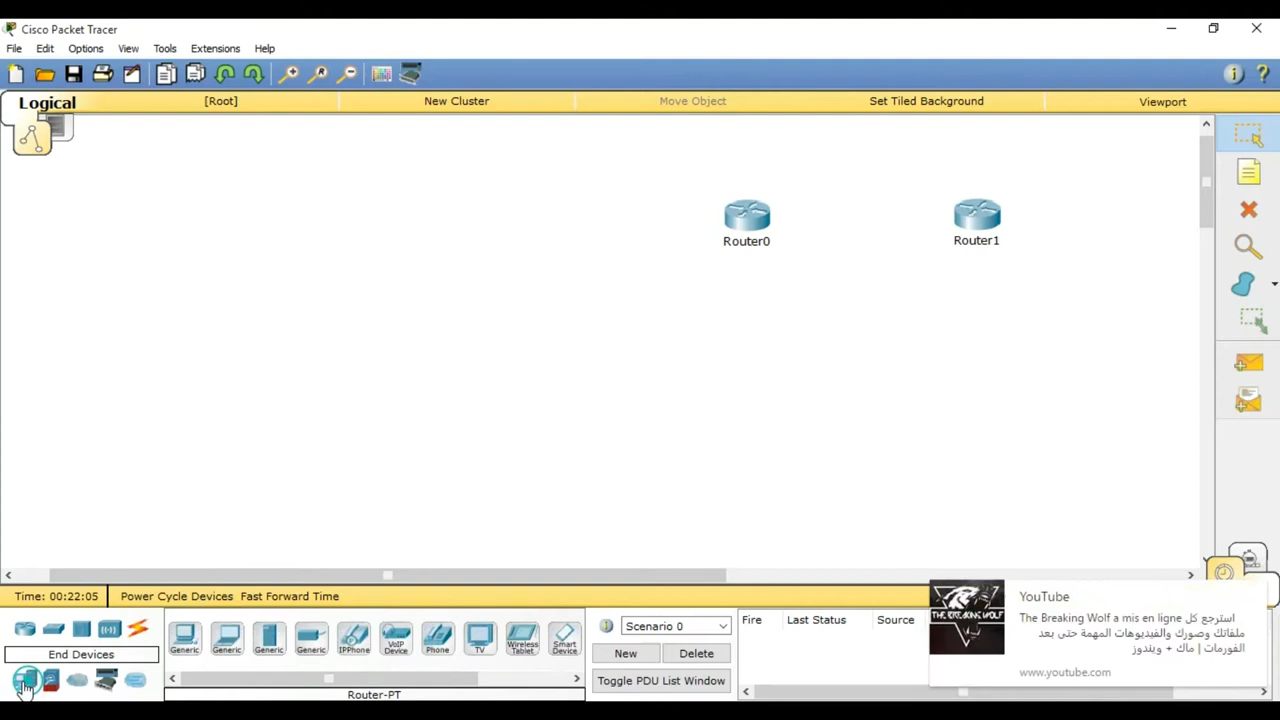 Cisco Packet Tracer
File Edit Options View Tools Extensions Help
Logical [Root] New Cluster Move Object Set Tiled Background Viewport
Router0 Router1
Time: 00:22:05 Power Cycle Devices Fast Forward Time
End Devices
Generic Generic Generic Generic IPPhone VoIP Device Phone TV Wireless Tablet Smart Device
Router-PT
Scenario 0
New Delete
Toggle PDU List Window
Fire Last Status Source
THE BREAKING WOLF
YouTube
The Breaking Wolf a mis en ligne استرجع كل
ملفاتك وصورك والفيديوهات المهمة حتى بعد
الفورمات | ماك + ويندوز
www.youtube.com